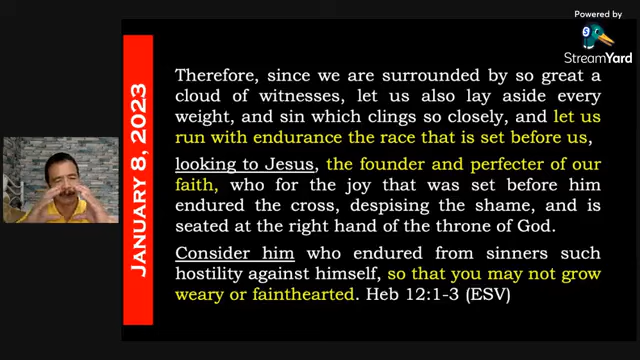 Powered by
StreamYard
JANUARY 8, 2023
Therefore, since we are surrounded by so great a
cloud of witnesses, let us also lay aside every
weight, and sin which clings so closely, and let us
run with endurance the race that is set before us,
looking to Jesus, the founder and perfecter of our
faith, who for the joy that was set before him
endured the cross, despising the shame, and is
seated at the right hand of the throne of God.
Consider him who endured from sinners such
hostility against himself, so that you may not grow
weary or fainthearted. Heb 12:1-3 (ESV)